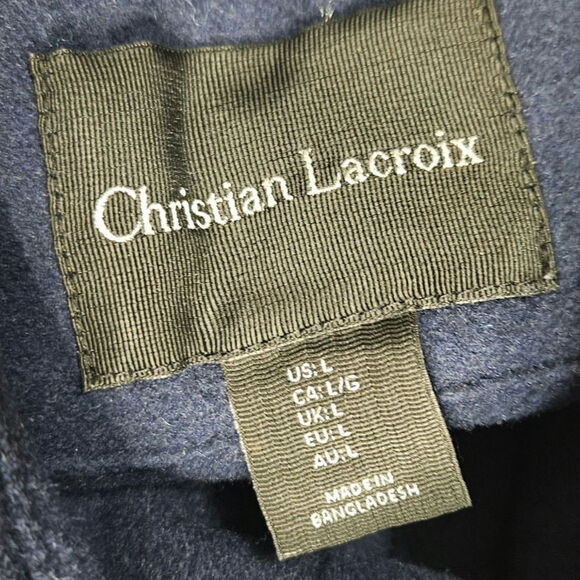 Christian Lacroix
US: L
CA: L/G
UK: L
EU: L
AU: L
MADE IN
BANGLADESH